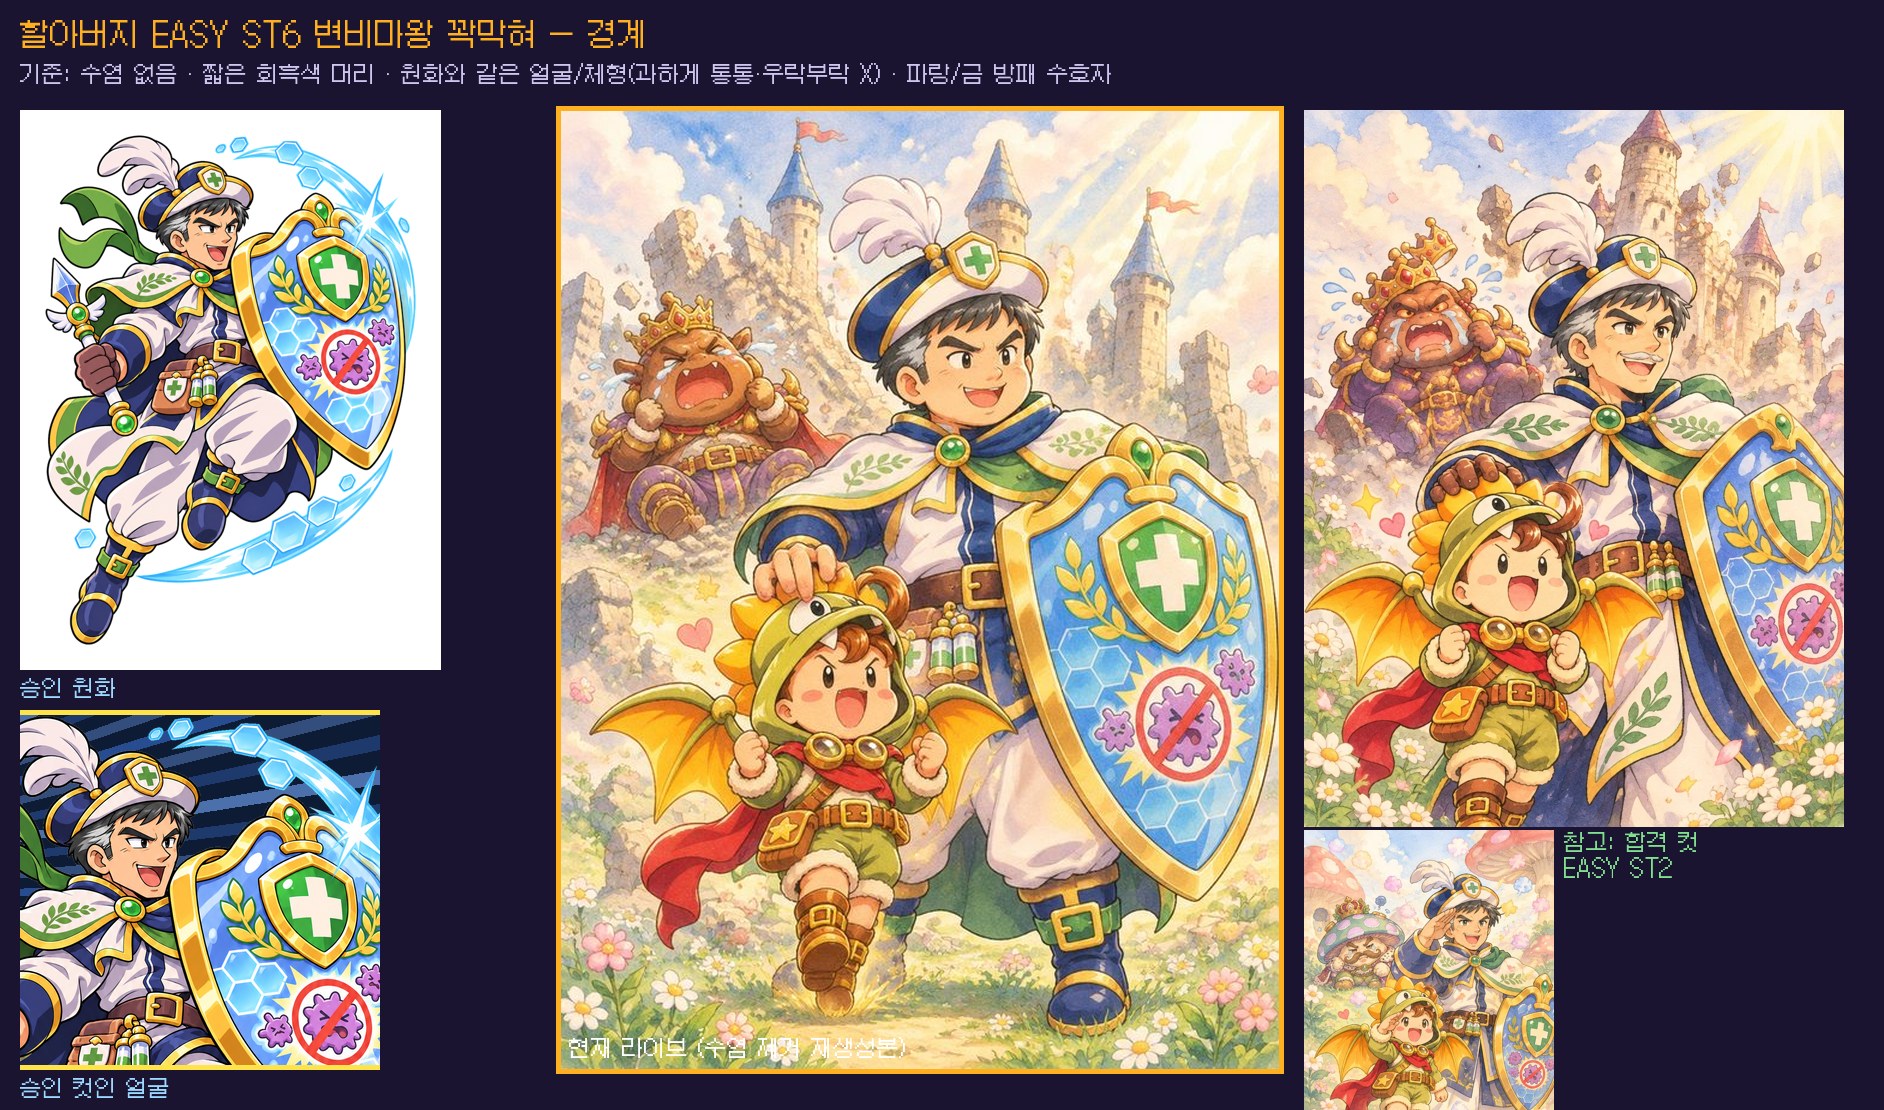 할아버지 EASY ST6 변비마왕 꽉막혀 — 경계
기준: 수염 없음 · 짧은 회흑색 머리 · 원화와 같은 얼굴/체형(과하게 통통·우락부락 X) · 파랑/금 방패 수호자
승인 원화
승인 컷인 얼굴
현재 라이브 (수염 제거 재생성본)
참고: 합격 컷
EASY ST2